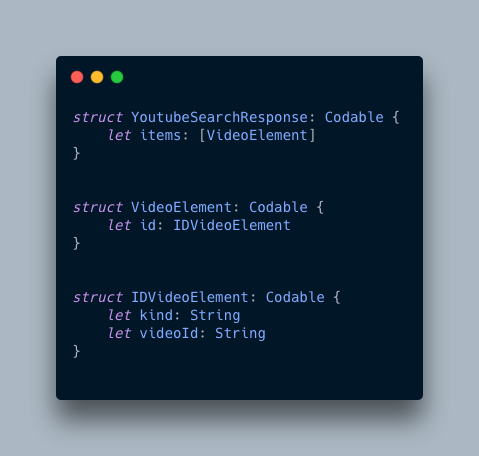 struct YoutubeSearchResponse: Codable {
    let items: [VideoElement]
}
struct VideoElement: Codable {
    let id: IDVideoElement
}
struct IDVideoElement: Codable {
    let kind: String
    let videoId: String
}